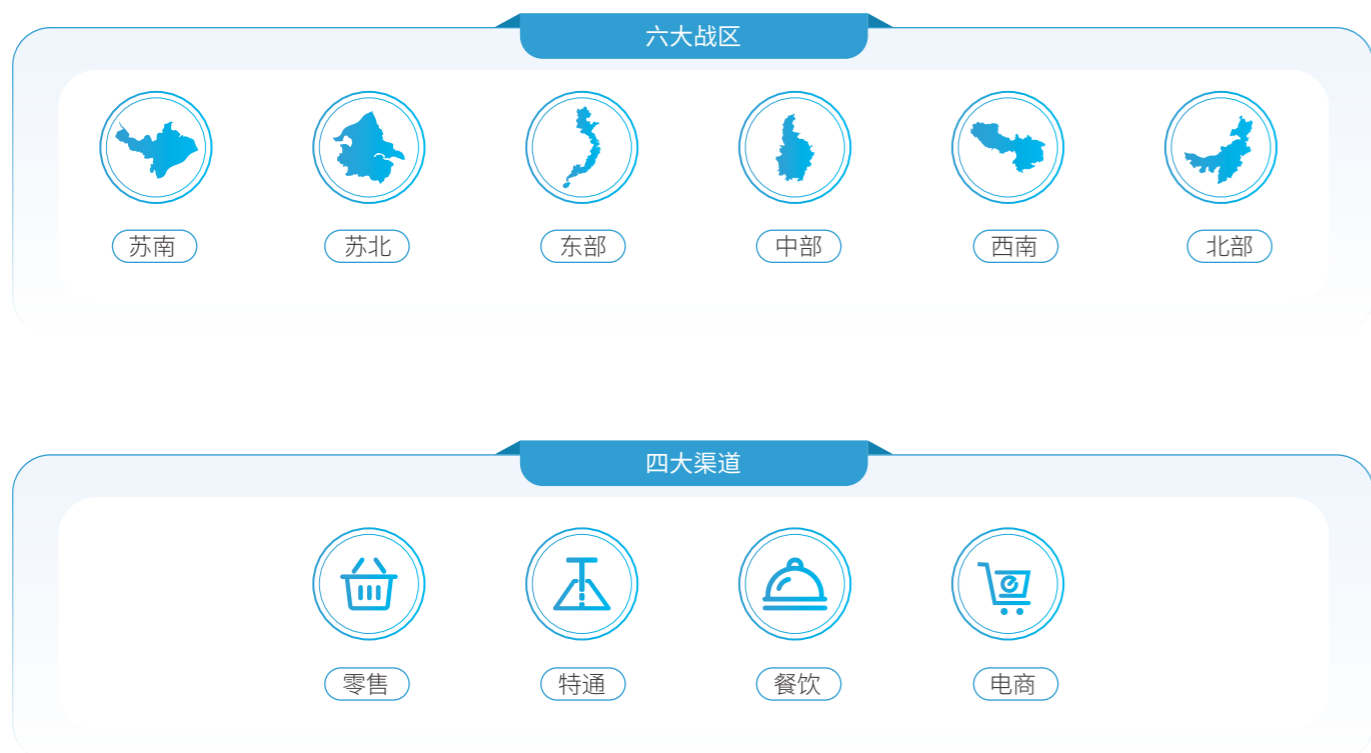 六大战区
苏南 苏北 东部 中部 西南 北部
四大渠道
零售 特通 餐饮 电商